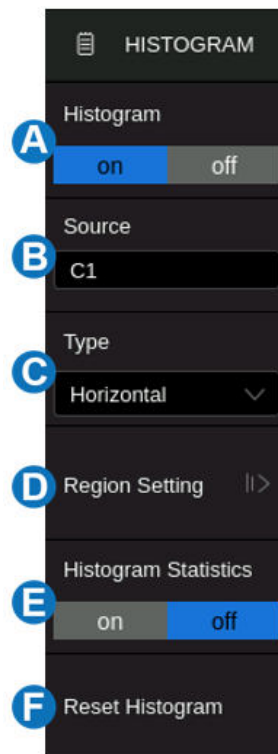 HISTOGRAM
Histogram
A
on off
Source
B
C1
Type
C
Horizontal
D Region Setting
Histogram Statistics
E
on off
F Reset Histogram